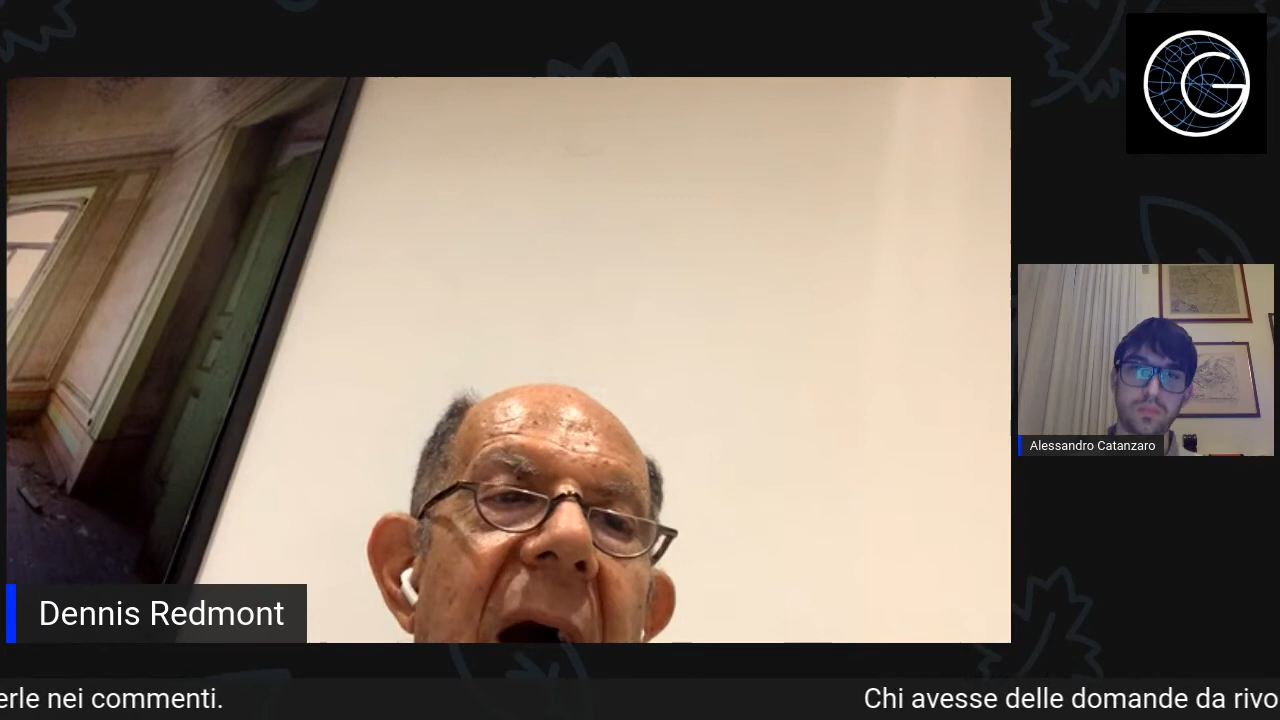 Alessandro Catanzaro
Dennis Redmont
erle nei commenti. Chi avesse delle domande da rivo